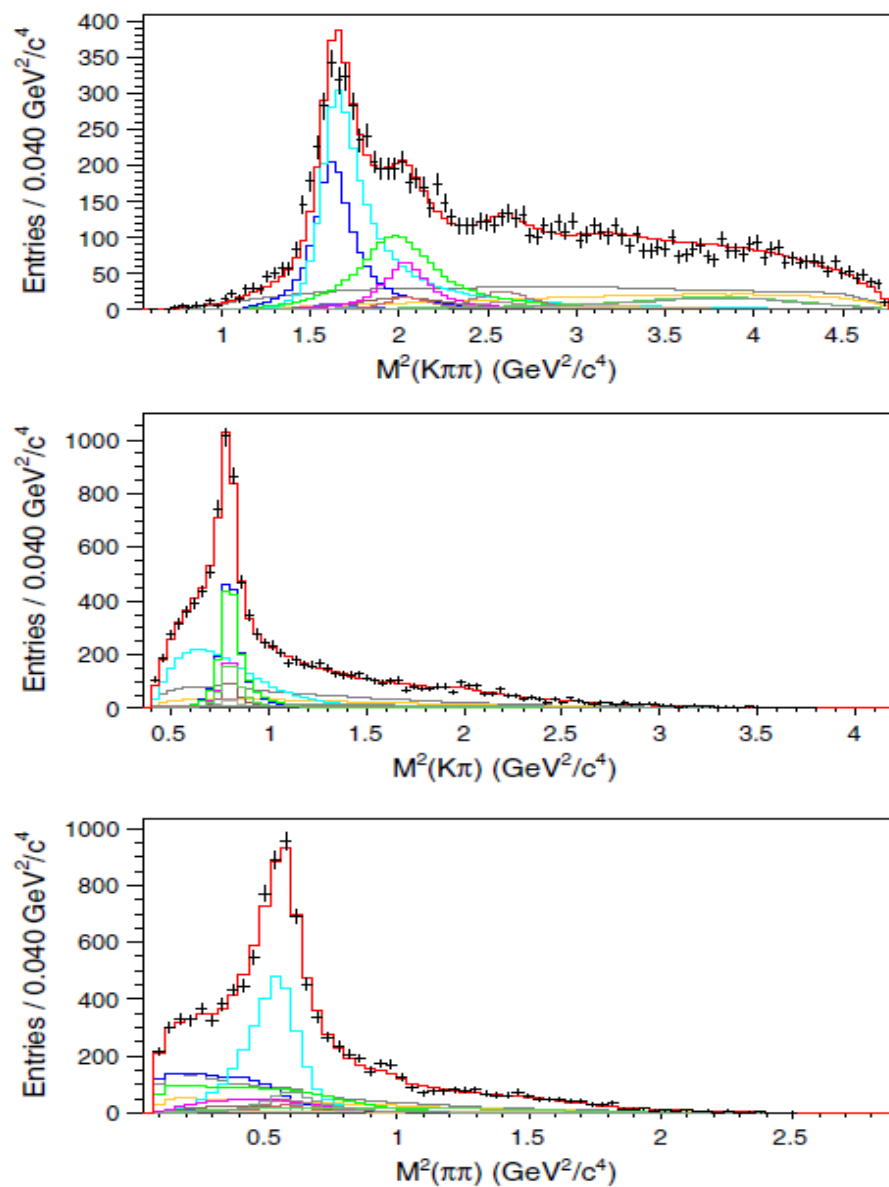 400
350
300
250
200
150
100
50
0
Entries / 0.040 GeV²/c⁴
1 1.5 2 2.5 3 3.5 4 4.5
M²(Kππ) (GeV²/c⁴)
1000
800
600
400
200
0
Entries / 0.040 GeV²/c⁴
0.5 1 1.5 2 2.5 3 3.5 4
M²(Kπ) (GeV²/c⁴)
1000
800
600
400
200
0
Entries / 0.040 GeV²/c⁴
0.5 1 1.5 2 2.5
M²(ππ) (GeV²/c⁴)